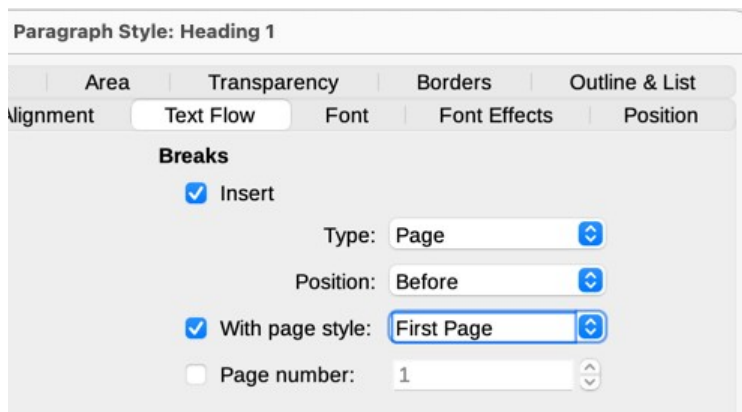 Paragraph Style: Heading 1
Area Transparency Borders Outline & List
Alignment Text Flow Font Font Effects Position
Breaks
Insert
Type: Page
Position: Before
With page style: First Page
Page number: 1